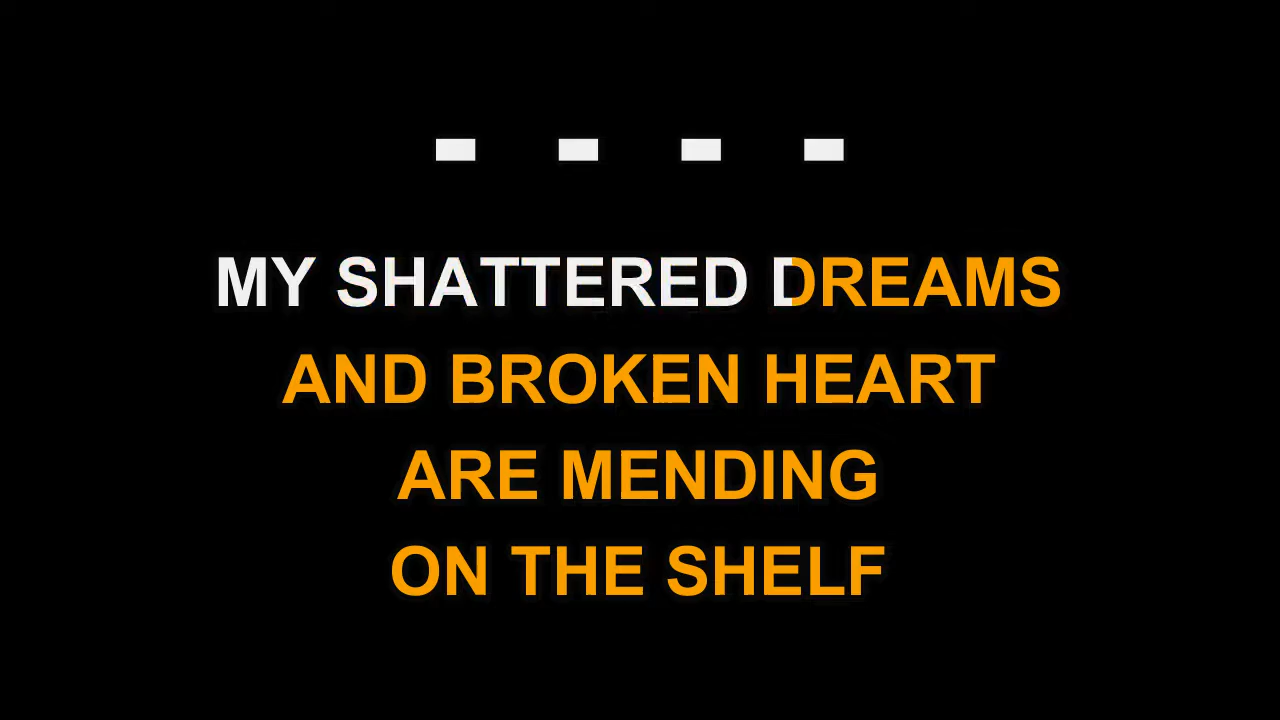 MY SHATTERED DREAMS
AND BROKEN HEART
ARE MENDING
ON THE SHELF